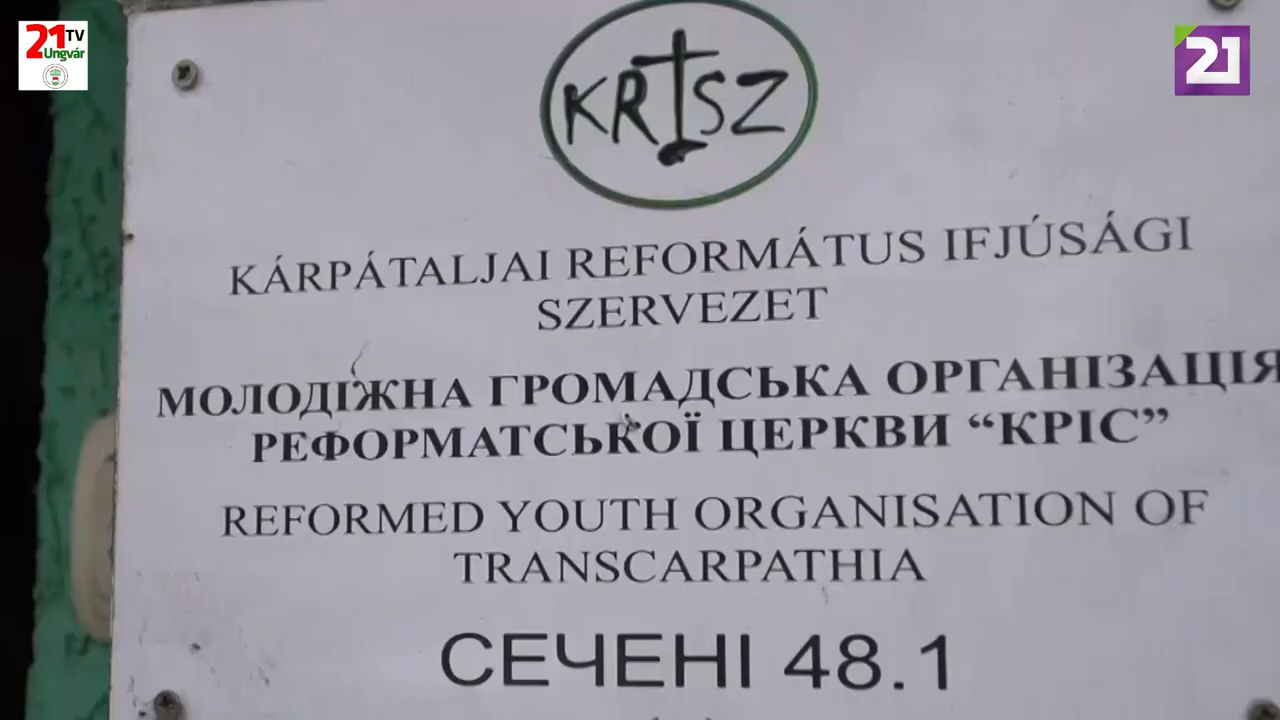 21 TV
Ungvár
21
KRISZ
KÁRPÁTALJAI REFORMÁTUS IFJÚSÁGI
SZERVEZET
МОЛОДІЖНА ГРОМАДСЬКА ОРГАНІЗАЦІЯ
РЕФОРМАТСЬКОЇ ЦЕРКВИ “КРІС”
REFORMED YOUTH ORGANISATION OF
TRANSCARPATHIA
СЕЧЕНІ 48.1